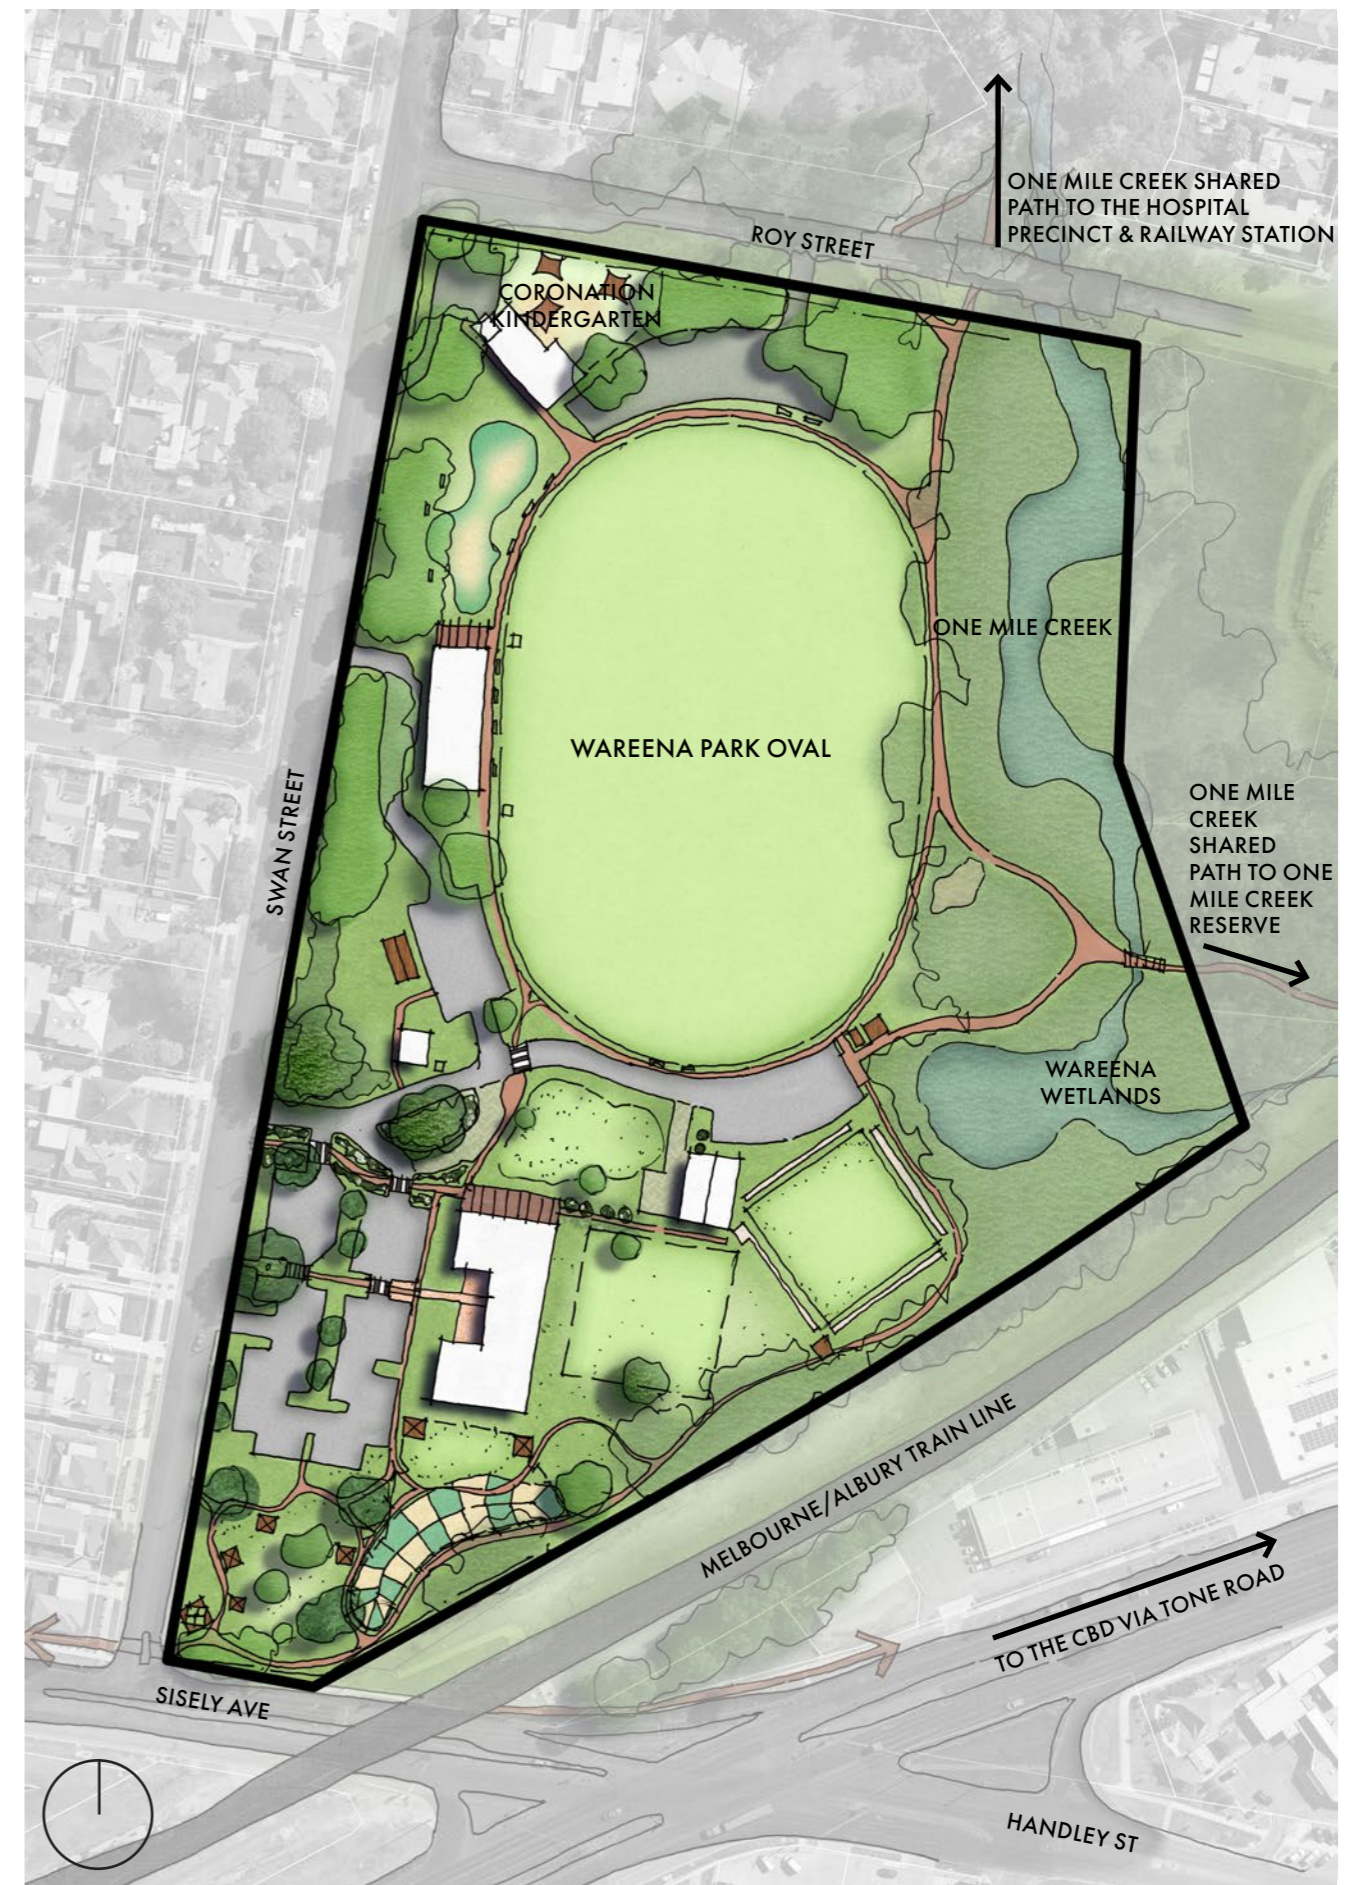 ONE MILE CREEK SHARED
PATH TO THE HOSPITAL
PRECINCT & RAILWAY STATION
ROY STREET
CORONATION
KINDERGARTEN
ONE MILE CREEK
WAREENA PARK OVAL
SWAN STREET
ONE MILE
CREEK
SHARED
PATH TO ONE
MILE CREEK
RESERVE
WAREENA
WETLANDS
MELBOURNE/ALBURY TRAIN LINE
TO THE CBD VIA TONE ROAD
SISELY AVE
HANDLEY ST